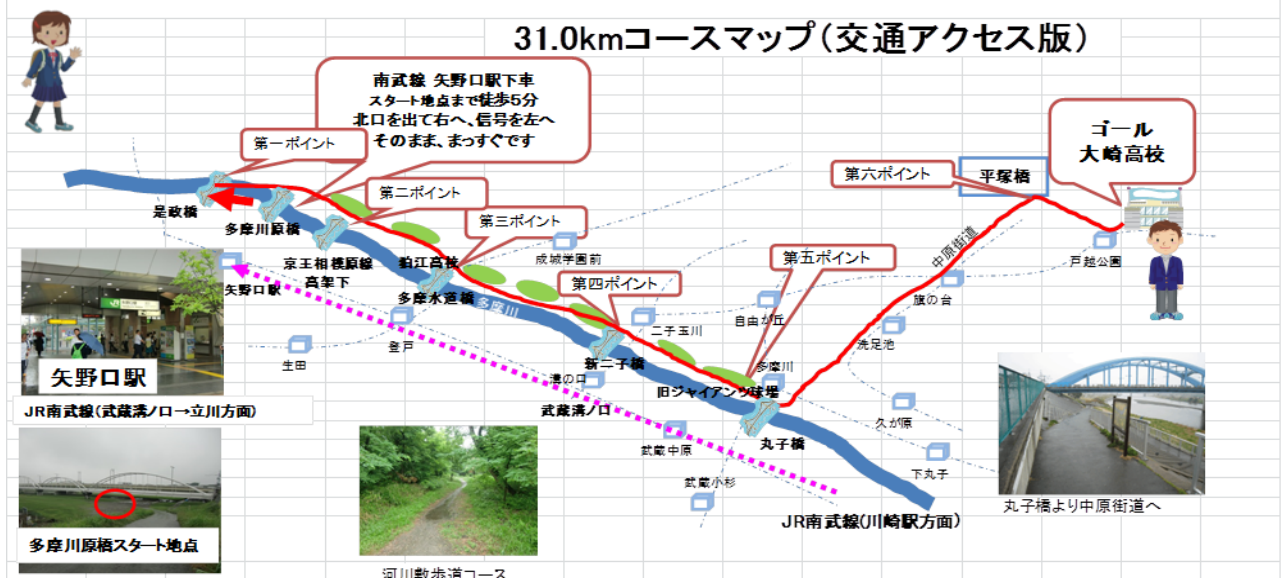 31.0kmコースマップ（交通アクセス版）
南武線 矢野口駅下車
スタート地点まで徒歩5分
北口を出て右へ、信号を左へ
そのまま、まっすぐです
第一ポイント
第二ポイント
第三ポイント
第四ポイント
第五ポイント
第六ポイント
平塚橋
ゴール
大崎高校
是政橋
多摩川原橋
京王相模原線
高架下
狛江高校
多摩水道橋
多摩川
成城学園前
矢野口駅
生田
登戸
新二子橋
二子玉川
溝の口
武蔵溝ノ口
自由が丘
旧ジャイアンツ球場
多摩川
丸子橋
中原街道
旗の台
洗足池
久が原
下丸子
戸越公園
武蔵中原
武蔵小杉
JR南武線(川崎駅方面)
矢野口駅
JR南武線(武蔵溝ノ口→立川方面)
多摩川原橋スタート地点
河川敷歩道コース
丸子橋より中原街道へ